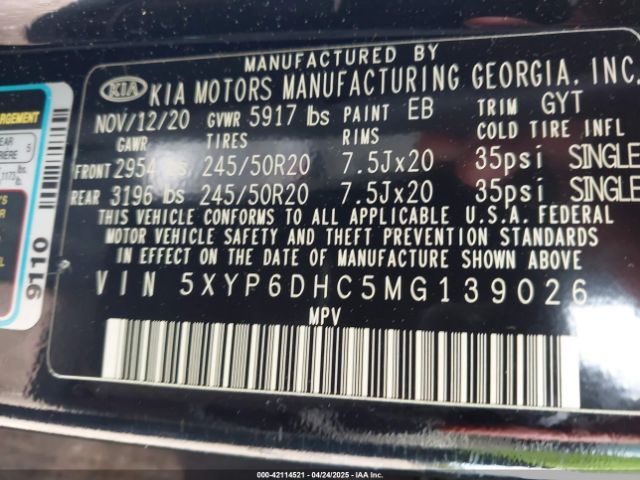 MANUFACTURED BY
KIA KIA MOTORS MANUFACTURING GEORGIA, INC.
NOV/12/20 GVWR 5917 lbs PAINT EB TRIM GYT
GAWR TIRES RIMS COLD TIRE INFL
FRONT 2954 lbs 245/50R20 7.5Jx20 35psi SINGLE
REAR 3196 lbs 245/50R20 7.5Jx20 35psi SINGLE
THIS VEHICLE CONFORMS TO ALL APPLICABLE U.S.A. FEDERAL
MOTOR VEHICLE SAFETY AND THEFT PREVENTION STANDARDS
IN EFFECT ON THE DATE OF MANUFACTURE SHOWN ABOVE.
VIN 5XYP6DHC5MG139026
MPV
9110
000-42114521 - 04/24/2025 - IAAI.COM